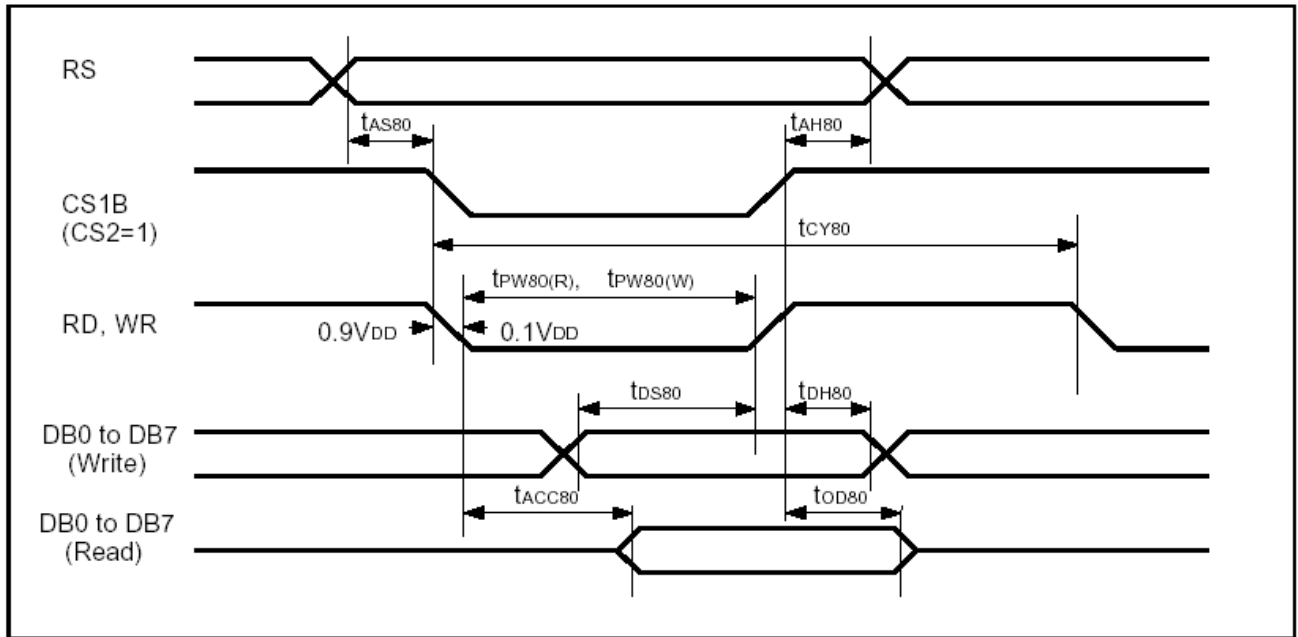 RS
tAS80
tAH80
CS1B
(CS2=1)
tCY80
tPW80(R), tPW80(W)
RD, WR
0.9VDD
0.1VDD
tDS80
tDH80
DB0 to DB7
(Write)
tACC80
tOD80
DB0 to DB7
(Read)